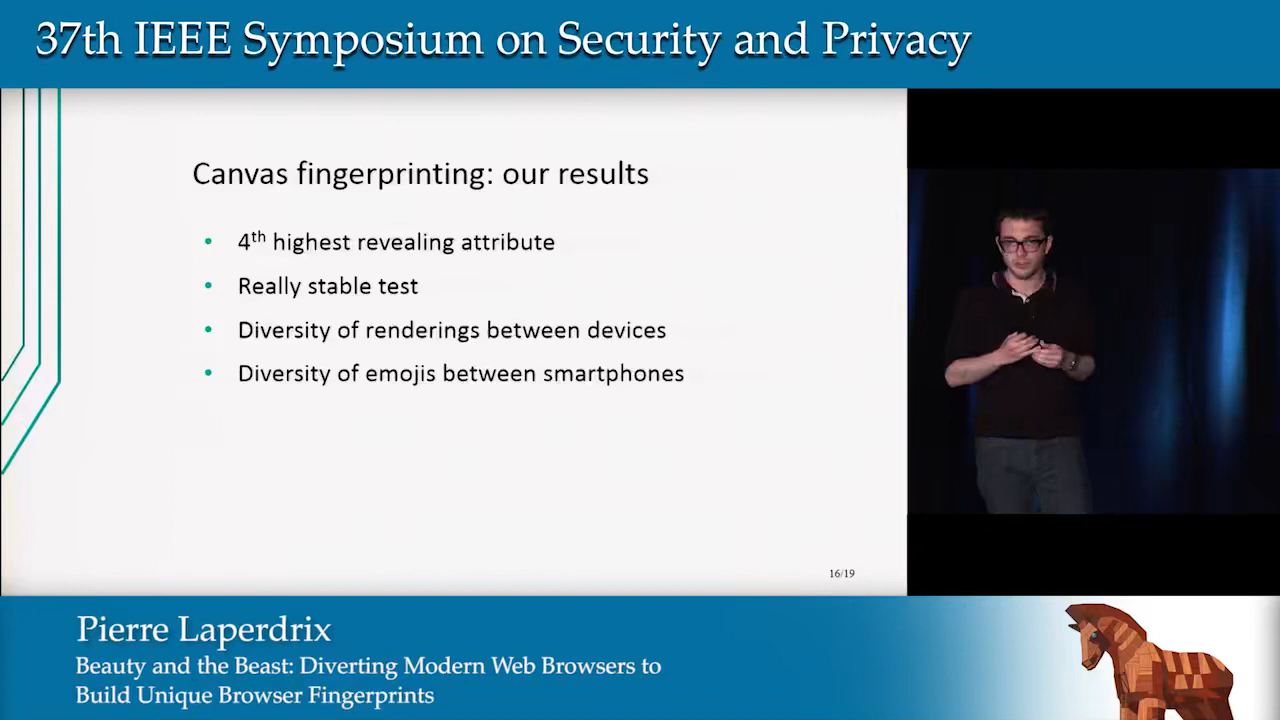 37th IEEE Symposium on Security and Privacy
Canvas fingerprinting: our results
• 4th highest revealing attribute
• Really stable test
• Diversity of renderings between devices
• Diversity of emojis between smartphones
16/19
Pierre Laperdrix
Beauty and the Beast: Diverting Modern Web Browsers to
Build Unique Browser Fingerprints